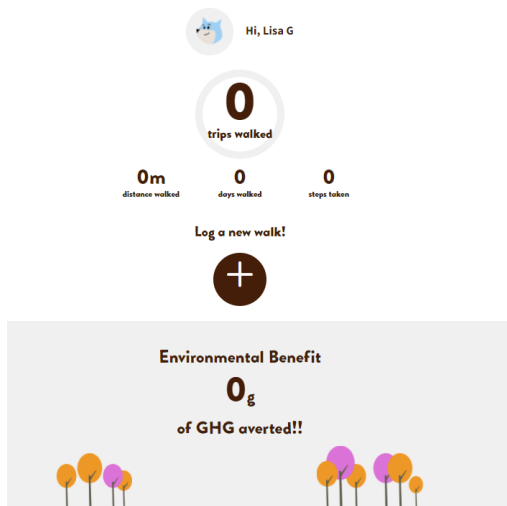 Hi, Lisa G
0
trips walked
0m 0 0
distance walked days walked steps taken
Log a new walk!
Environmental Benefit
0g
of GHG averted!!